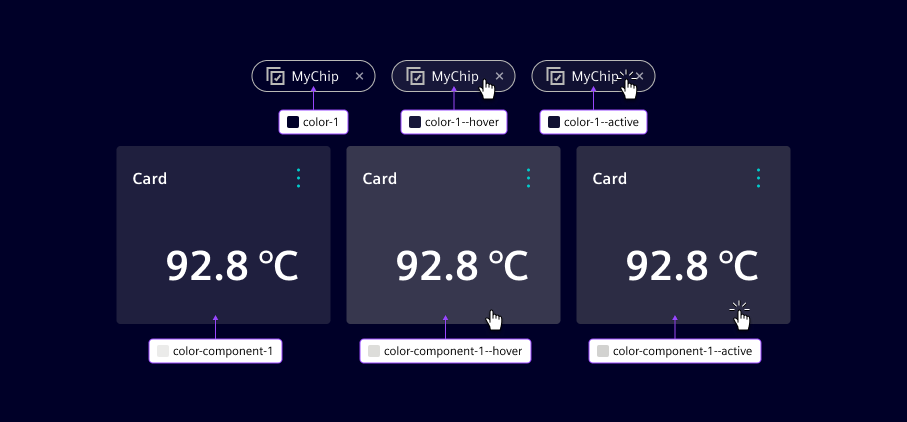 MyChip
MyChip
MyChip
color-1
color-1--hover
color-1--active
Card
Card
Card
92.8 °C
92.8 °C
92.8 °C
color-component-1
color-component-1--hover
color-component-1--active